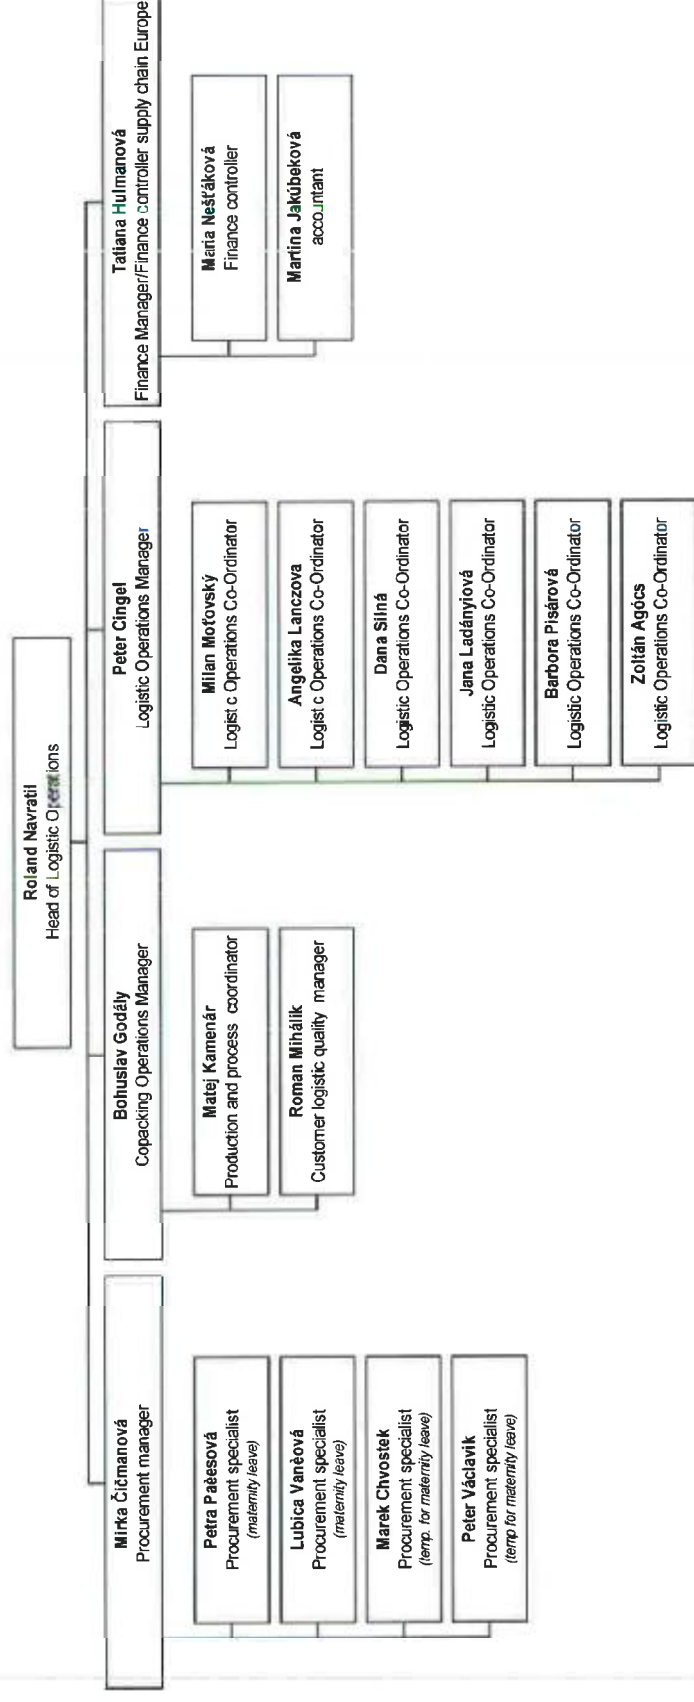 Roland Navratil
Head of Logistic Operations
Mirka Čičmanová
Procurement manager
Petra Paèesová
Procurement specialist
(maternity leave)
Lubica Vanèová
Procurement specialist
(maternity leave)
Marek Chvostek
Procurement specialist
(temp. for maternity leave)
Peter Václavik
Procurement specialist
(temp for maternity leave)
Bohuslav Godály
Copacking Operations Manager
Matej Kamenár
Production and process coordinator
Roman Mihálik
Customer logistic quality manager
Peter Cingel
Logistic Operations Manager
Milan Moťovský
Logistic Operations Co-Ordinator
Angelika Lanczova
Logistic Operations Co-Ordinator
Dana Silná
Logistic Operations Co-Ordinator
Jana Ladányiová
Logistic Operations Co-Ordinator
Barbora Pisárová
Logistic Operations Co-Ordinator
Zoltán Agócs
Logistic Operations Co-Ordinator
Tatiana Hulmanová
Finance Manager/Finance controller supply chain Europe
Maria Nešťáková
Finance controller
Martina Jakúbeková
accountant